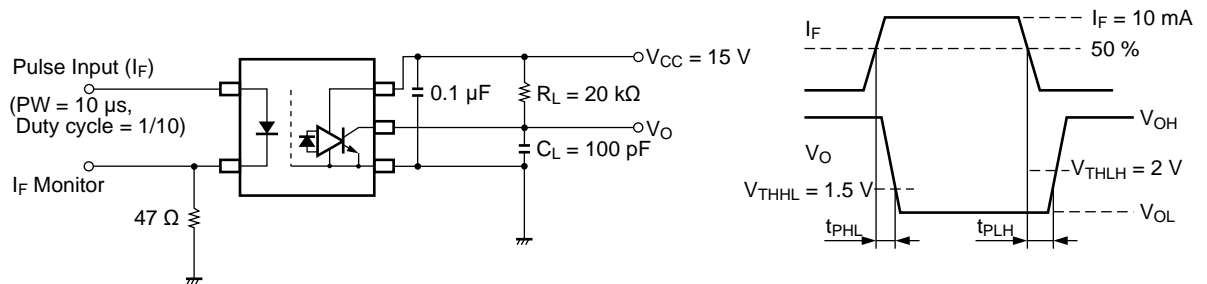 Pulse Input (IF)
(PW = 10 μs,
Duty cycle = 1/10)
IF Monitor
47 Ω
0.1 μF
VCC = 15 V
RL = 20 kΩ
VO
CL = 100 pF
IF
IF = 10 mA
50 %
VOH
VO
VTHHL = 1.5 V
VTHLH = 2 V
VOL
tPHL
tPLH